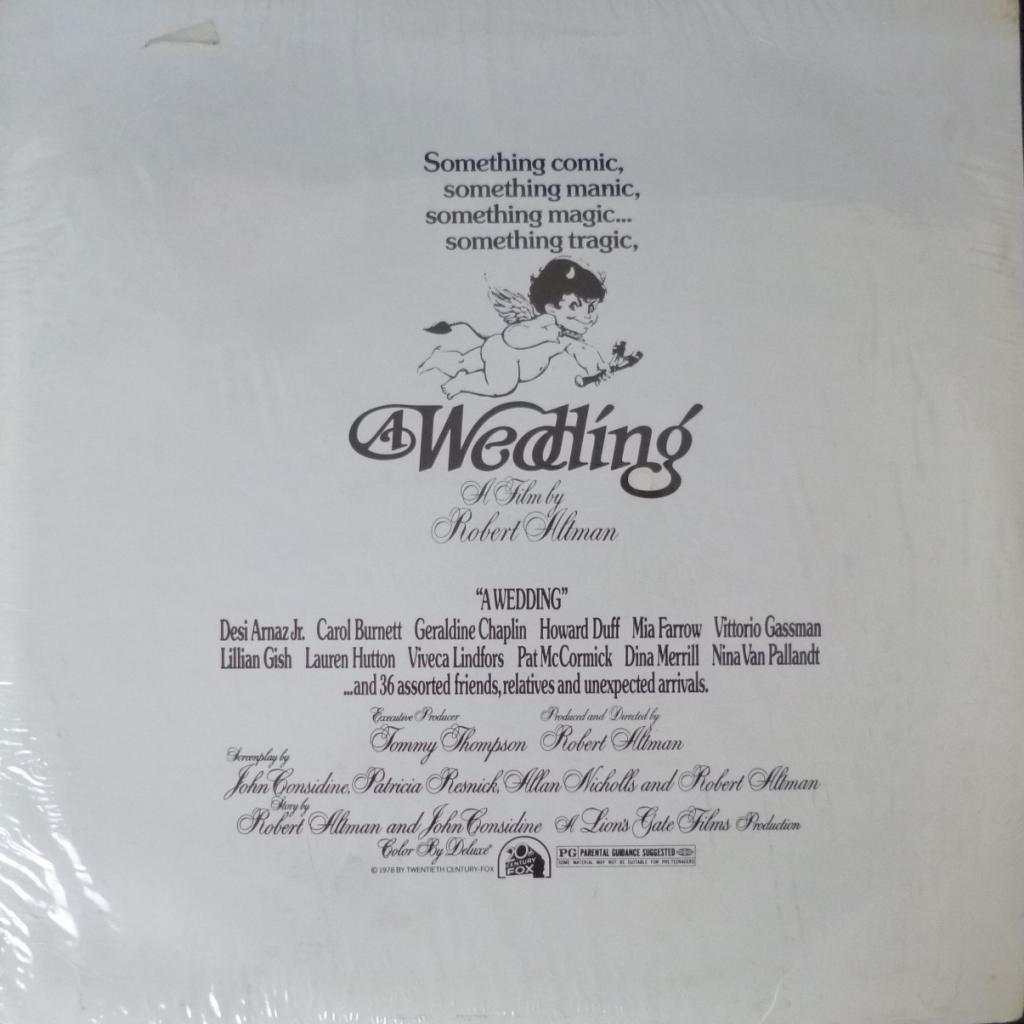 Something comic,
something manic,
something magic...
something tragic,
A Wedding
A Film by
Robert Altman
"A WEDDING"
Desi Arnaz Jr. Carol Burnett Geraldine Chaplin Howard Duff Mia Farrow Vittorio Gassman
Lillian Gish Lauren Hutton Viveca Lindfors Pat McCormick Dina Merrill Nina Van Pallandt
...and 36 assorted friends, relatives and unexpected arrivals.
Executive Producer Produced and Directed by
Tommy Thompson Robert Altman
Screenplay by
John Considine, Patricia Resnick, Allan Nicholls and Robert Altman
Story by
Robert Altman and John Considine A Lion's Gate Films Production
Color By DeLuxe®
© 1978 BY TWENTIETH CENTURY-FOX
20th CENTURY FOX
PG PARENTAL GUIDANCE SUGGESTED
SOME MATERIAL MAY NOT BE SUITABLE FOR PRE-TEENAGERS